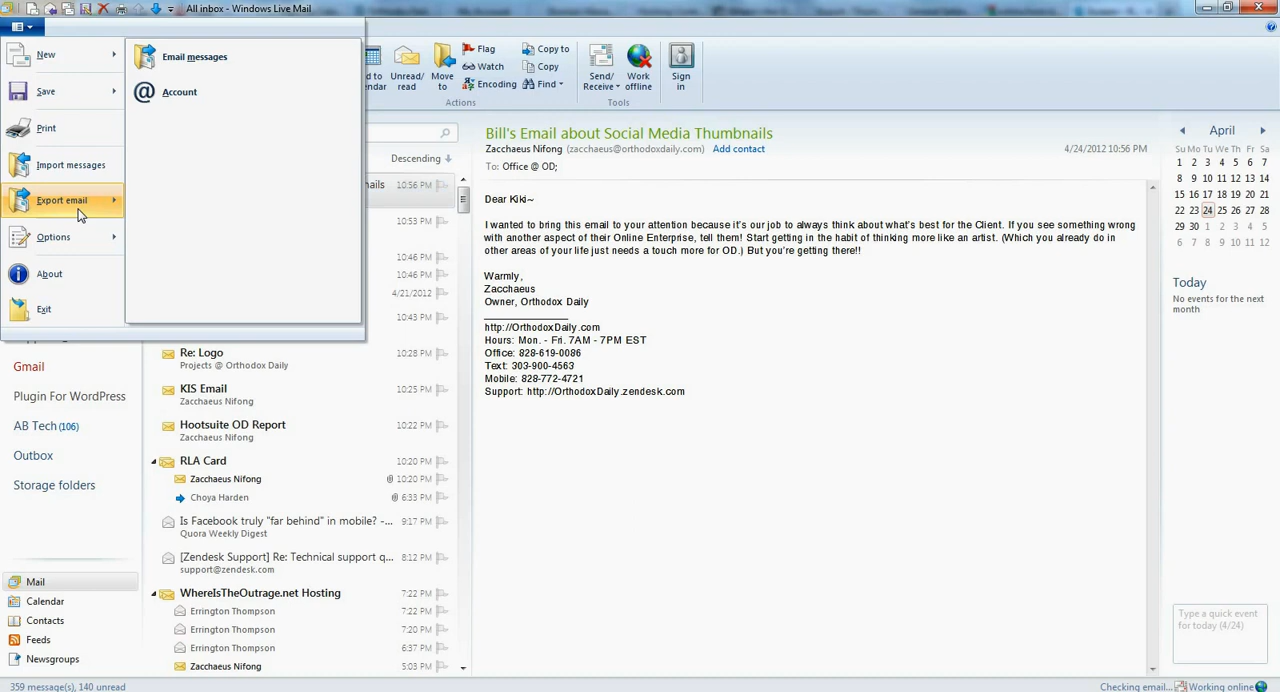 All inbox - Windows Live Mail
New
Save
Print
Import messages
Export email
Options
About
Exit
Email messages
Account
Unread/
read
Move
to
Flag
Watch
Encoding
Copy to
Copy
Find
Actions
Send/
Receive
Work
offline
Tools
Sign
in
Gmail
Plugin For WordPress
AB Tech (106)
Outbox
Storage folders
Mail
Calendar
Contacts
Feeds
Newsgroups
Descending
10:56 PM
10:53 PM
10:46 PM
10:46 PM
4/21/2012
10:43 PM
Re: Logo 10:28 PM
Projects @ Orthodox Daily
KIS Email 10:25 PM
Zacchaeus Nifong
Hootsuite OD Report 10:22 PM
Zacchaeus Nifong
RLA Card 10:20 PM
Zacchaeus Nifong 10:20 PM
Choya Harden 6:33 PM
Is Facebook truly "far behind" in mobile? -... 9:17 PM
Quora Weekly Digest
[Zendesk Support] Re: Technical support q... 8:12 PM
support@zendesk.com
WhereIsTheOutrage.net Hosting 7:22 PM
Errington Thompson 7:22 PM
Errington Thompson 7:20 PM
Errington Thompson 6:37 PM
Zacchaeus Nifong 5:03 PM
Bill's Email about Social Media Thumbnails
Zacchaeus Nifong (zacchaeus@orthodoxdaily.com) Add contact 4/24/2012 10:56 PM
To: Office @ OD;
Dear Kiki~
I wanted to bring this email to your attention because it's our job to always think about what's best for the Client. If you see something wrong
with another aspect of their Online Enterprise, tell them! Start getting in the habit of thinking more like an artist. (Which you already do in
other areas of your life just needs a touch more for OD.) But you're getting there!!
Warmly,
Zacchaeus
Owner, Orthodox Daily
http://OrthodoxDaily.com
Hours: Mon. - Fri. 7AM - 7PM EST
Office: 828-619-0086
Text: 303-900-4563
Mobile: 828-772-4721
Support: http://OrthodoxDaily.zendesk.com
April
Su Mo Tu We Th Fr Sa
1 2 3 4 5 6 7
8 9 10 11 12 13 14
15 16 17 18 19 20 21
22 23 24 25 26 27 28
29 30 1 2 3 4 5
6 7 8 9 10 11 12
Today
No events for the next
month
Type a quick event
for today (4/24)
359 message(s), 140 unread
Checking email...
Working online